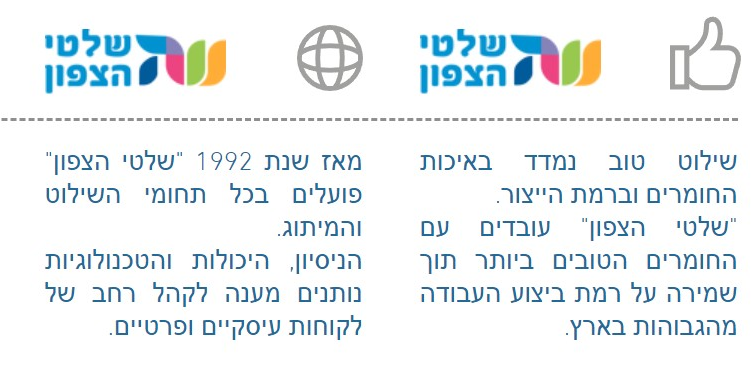 שלטי
הצפון
שילוט טוב נמדד באיכות
החומרים וברמת הייצור.
"שלטי הצפון" עובדים עם
החומרים הטובים ביותר תוך
שמירה על רמת ביצוע העבודה
מהגבוהות בארץ.
שלטי
הצפון
מאז שנת 1992 "שלטי הצפון"
פועלים בכל תחומי השילוט
והמיתוג.
הניסיון, היכולות והטכנולוגיות
נותנים מענה לקהל רחב של
לקוחות עיסקיים ופרטיים.